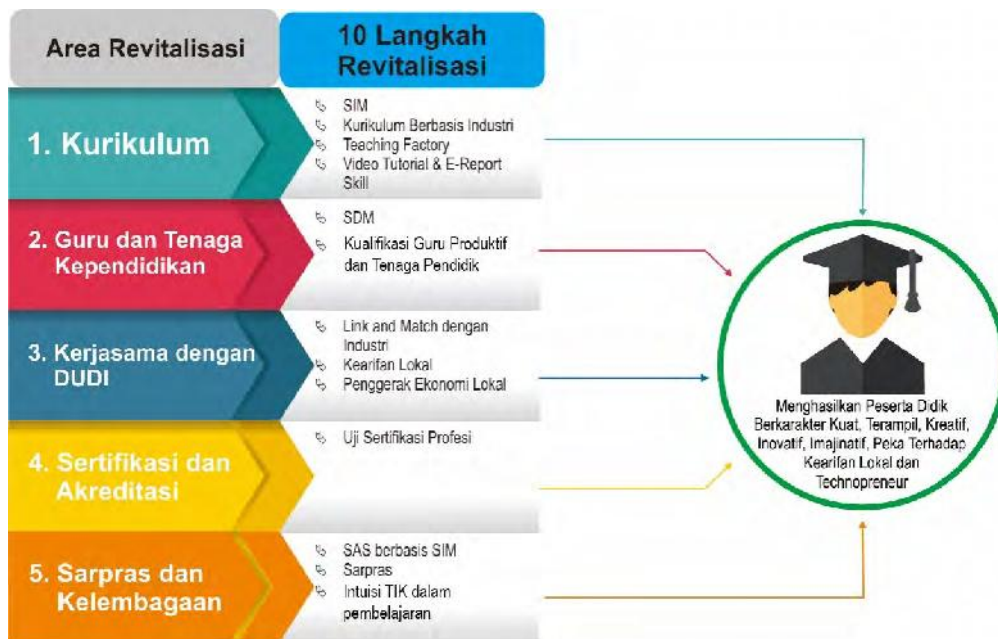 Area Revitalisasi
10 Langkah
Revitalisasi
1. Kurikulum
SIM
Kurikulum Berbasis Industri
Teaching Factory
Video Tutorial & E-Report
Skill
2. Guru dan Tenaga
Kependidikan
SDM
Kualifikasi Guru Produktif
dan Tenaga Pendidik
3. Kerjasama dengan
DUDI
Link and Match dengan
Industri
Kearifan Lokal
Penggerak Ekonomi Lokal
4. Sertifikasi dan
Akreditasi
Uji Sertifikasi Profesi
5. Sarpras dan
Kelembagaan
SAS berbasis SIM
Sarpras
Intuisi TIK dalam
pembelajaran
Menghasilkan Peserta Didik
Berkarakter Kuat, Terampil, Kreatif,
Inovatif, Imajinatif, Peka Terhadap
Kearifan Lokal dan
Technopreneur